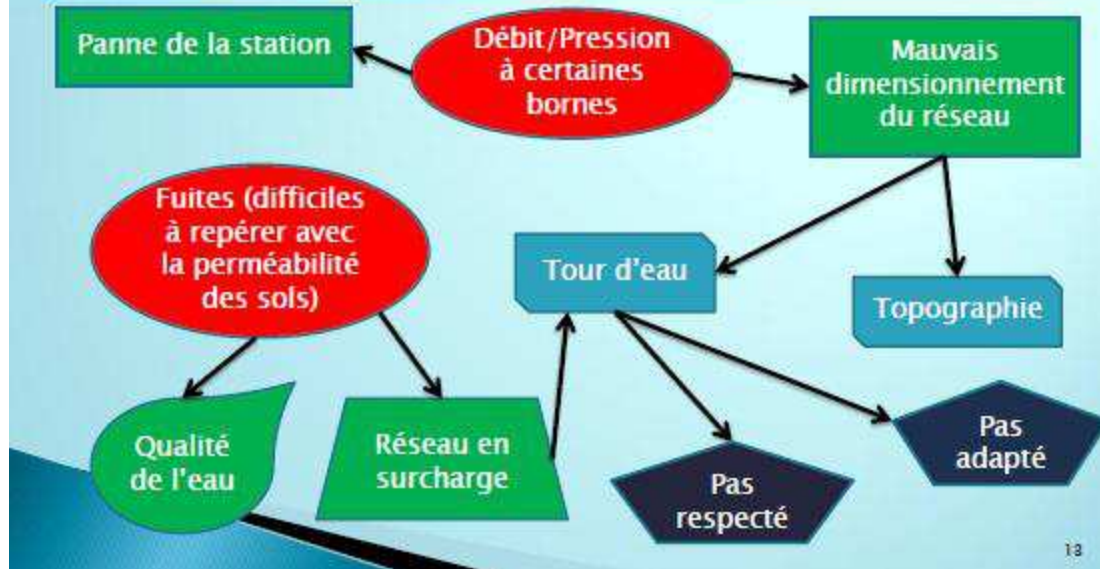 Panne de la station
Débit/Pression
à certaines
bornes
Mauvais
dimensionnement
du réseau
Fuites (difficiles
à repérer avec
la perméabilité
des sols)
Tour d'eau
Topographie
Qualité
de l'eau
Réseau en
surcharge
Pas
respecté
Pas
adapté
18